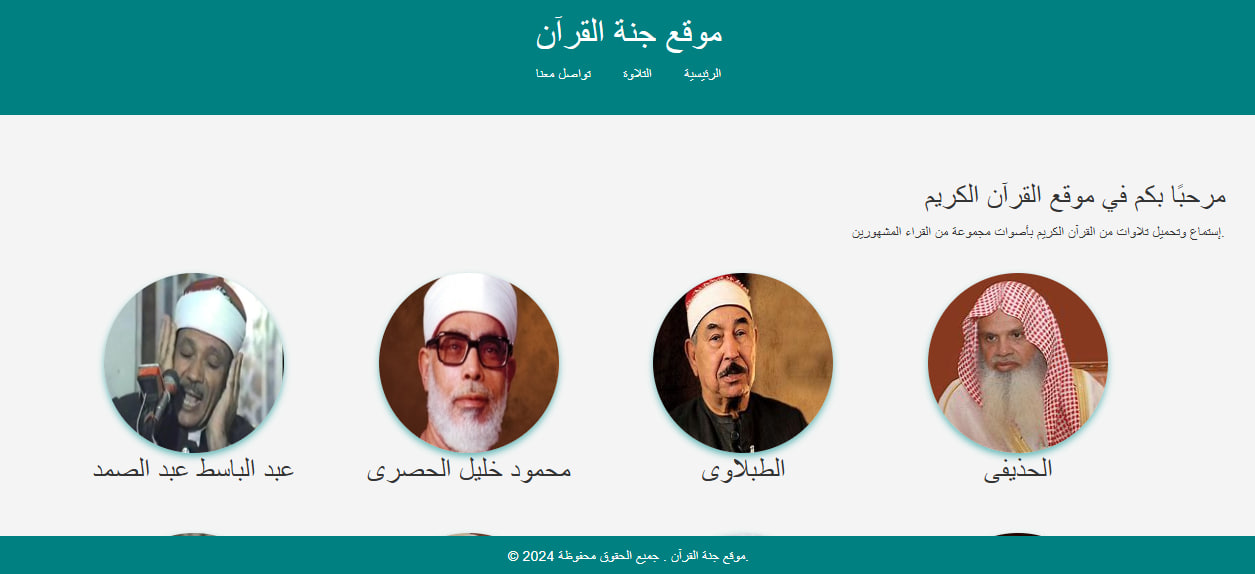 موقع جنة القرآن
الرئيسية التلاوة تواصل معنا
مرحبًا بكم في موقع القرآن الكريم
إستماع وتحميل تلاوات من القرآن الكريم بأصوات مجموعة من القراء المشهورين.
الحذيفى الطبلاوى محمود خليل الحصرى عبد الباسط عبد الصمد
موقع جنة القرآن . جميع الحقوق محفوظة 2024 ©.